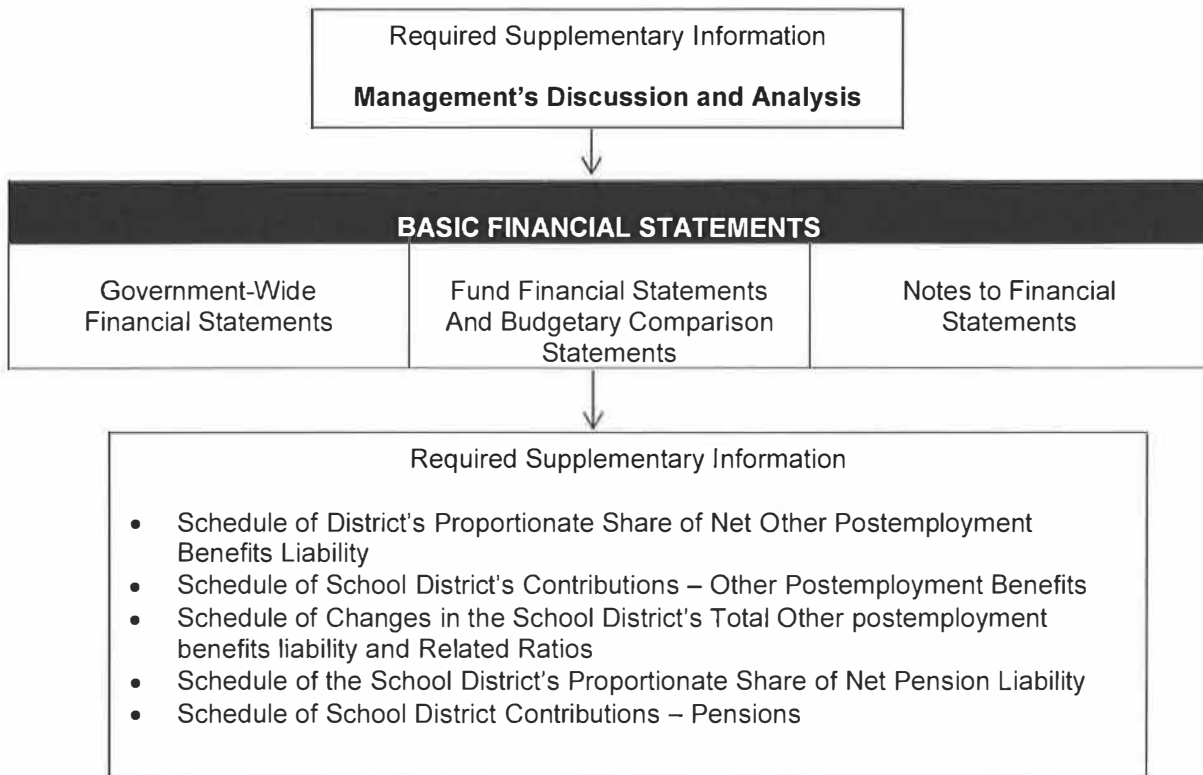 Required Supplementary Information
Management's Discussion and Analysis
BASIC FINANCIAL STATEMENTS
Government-Wide
Financial Statements
Fund Financial Statements
And Budgetary Comparison
Statements
Notes to Financial
Statements
Required Supplementary Information
• Schedule of District's Proportionate Share of Net Other Postemployment
Benefits Liability
• Schedule of School District's Contributions – Other Postemployment Benefits
• Schedule of Changes in the School District's Total Other postemployment
benefits liability and Related Ratios
• Schedule of the School District's Proportionate Share of Net Pension Liability
• Schedule of School District Contributions – Pensions